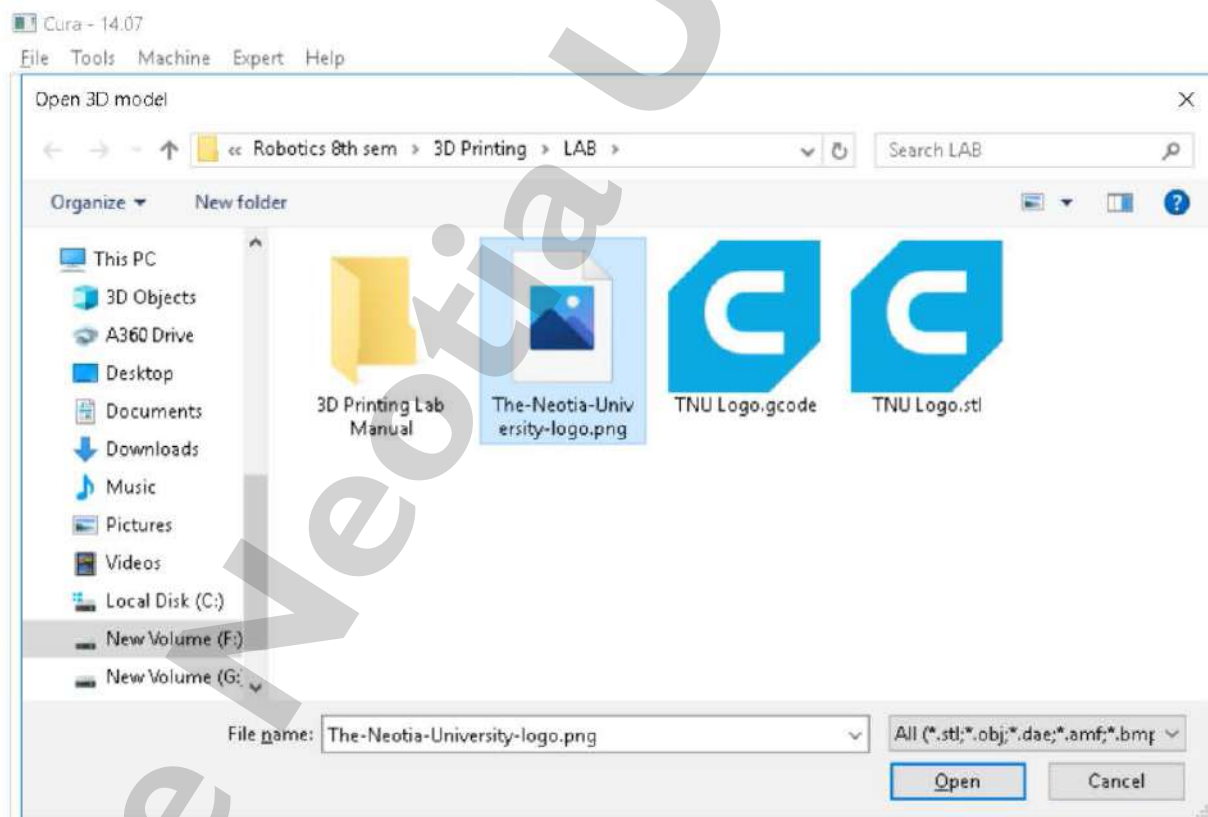 Cura - 14.07
File Tools Machine Expert Help
Open 3D model
« Robotics 8th sem > 3D Printing > LAB >
Search LAB
Organize
New folder
This PC
3D Objects
A360 Drive
Desktop
Documents
Downloads
Music
Pictures
Videos
Local Disk (C:)
New Volume (F:)
New Volume (G:
3D Printing Lab
Manual
The-Neotia-Univ
ersity-logo.png
TNU Logo.gcode
TNU Logo.stl
File name: The-Neotia-University-logo.png
All (*.stl;*.obj;*.dae;*.amf;*.bmp
Open Cancel
e Neotia U